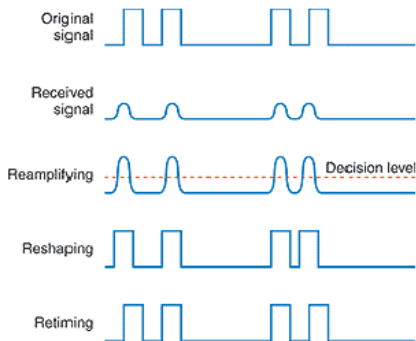 Original
signal
Received
signal
Reamplifying
Decision level
Reshaping
Retiming